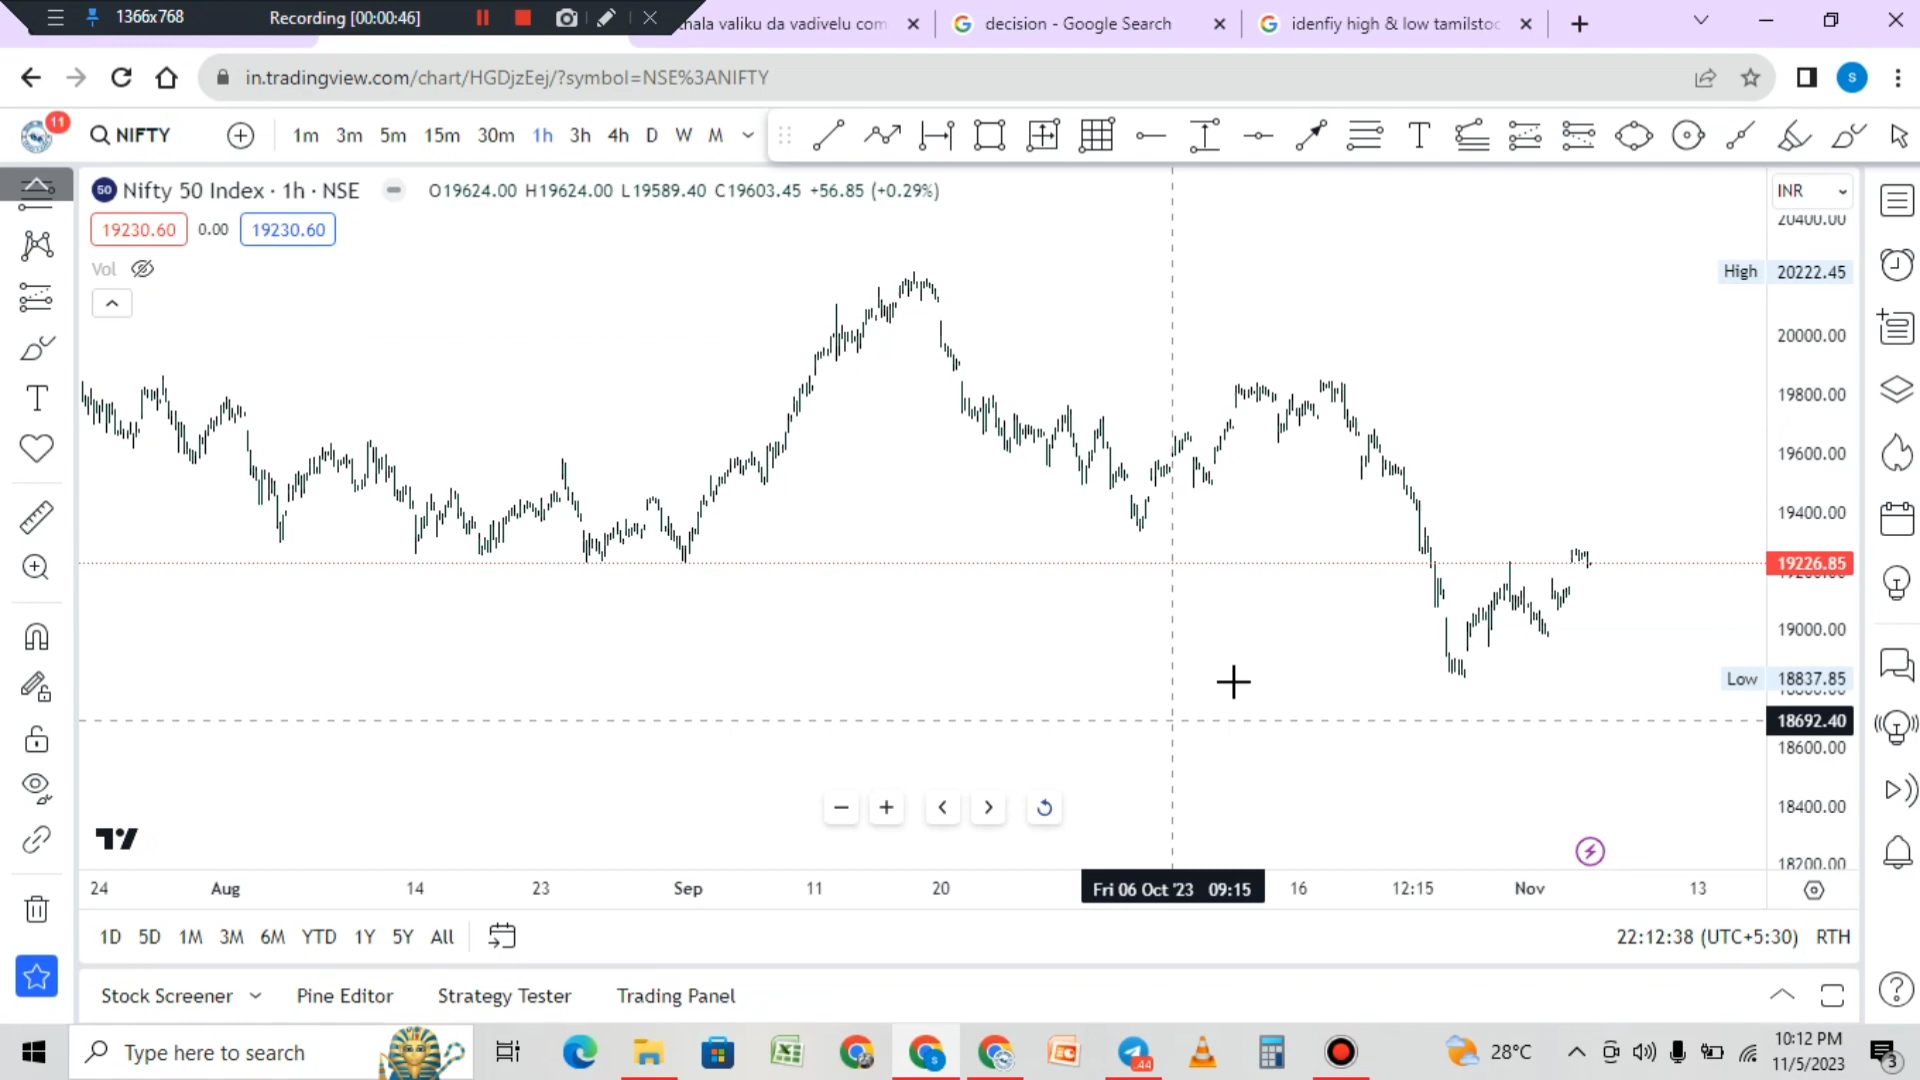 1366x768 Recording [00:00:46]
thala valiku da vadivelu com
decision - Google Search
idenfiy high & low tamilstoc
in.tradingview.com/chart/HGDjzEej/?symbol=NSE%3ANIFTY
S
11
NIFTY 1m 3m 5m 15m 30m 1h 3h 4h D W M
50 Nifty 50 Index · 1h · NSE O19624.00 H19624.00 L19589.40 C19603.45 +56.85 (+0.29%)
INR
19230.60 0.00 19230.60
20400.00
Vol
High 20222.45
20000.00
19800.00
19600.00
19400.00
19226.85
19000.00
Low 18837.85
18692.40
18600.00
18400.00
18200.00
24 Aug 14 23 Sep 11 20 Fri 06 Oct '23 09:15 16 12:15 Nov 13
1D 5D 1M 3M 6M YTD 1Y 5Y All
22:12:38 (UTC+5:30) RTH
Stock Screener Pine Editor Strategy Tester Trading Panel
Type here to search
44
28°C
10:12 PM
11/5/2023
3